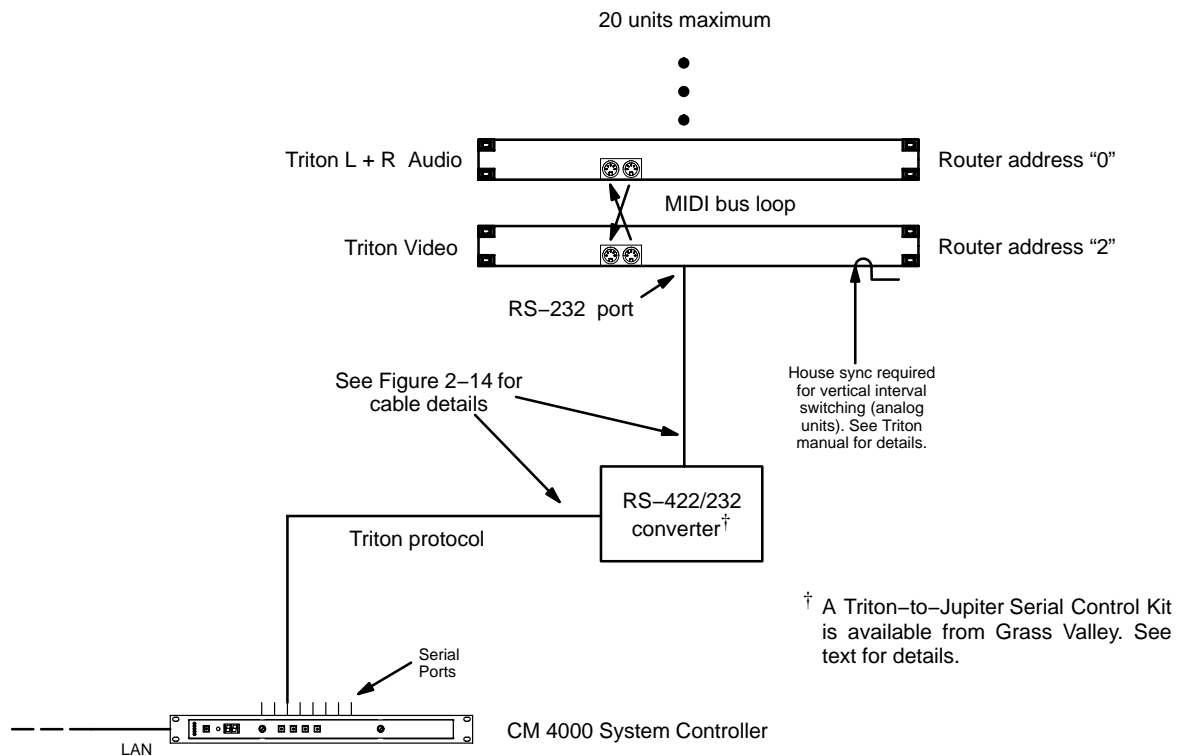 20 units maximum
Triton L + R Audio
Router address “0”
MIDI bus loop
Triton Video
Router address “2”
RS–232 port
House sync required
for vertical interval
switching (analog
units). See Triton
manual for details.
See Figure 2–14 for
cable details
RS–422/232
converter†
Triton protocol
† A Triton–to–Jupiter Serial Control Kit
is available from Grass Valley. See
text for details.
Serial
Ports
CM 4000 System Controller
LAN